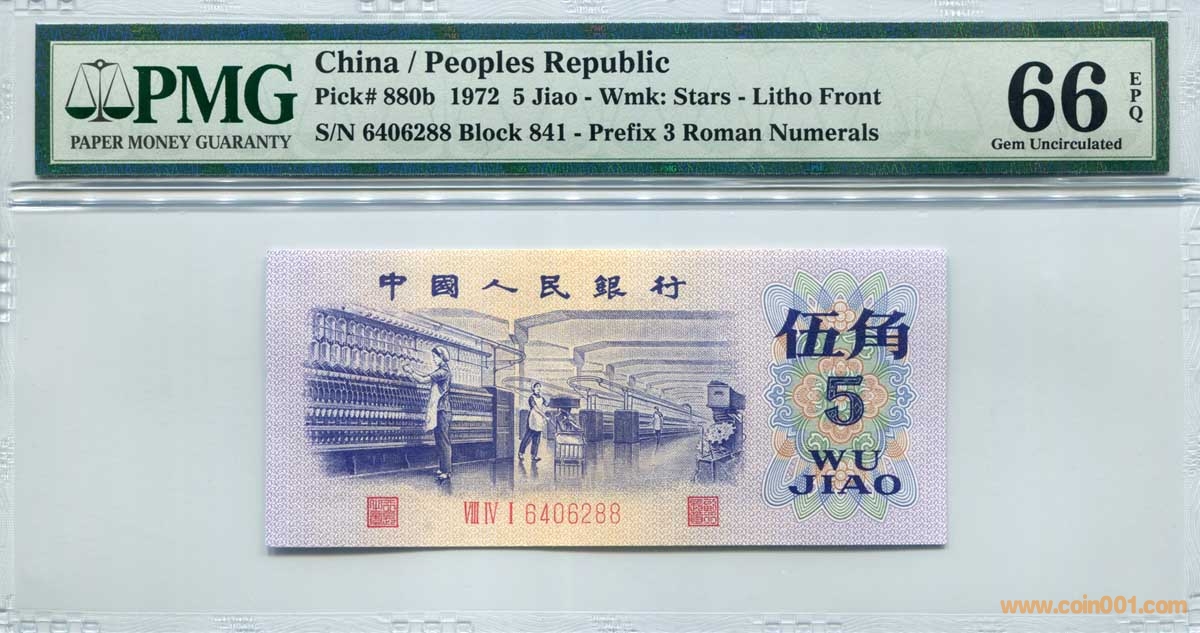 PMG
PAPER MONEY GUARANTY
China / Peoples Republic
Pick# 880b 1972 5 Jiao - Wmk: Stars - Litho Front
S/N 6406288 Block 841 - Prefix 3 Roman Numerals
66
EPQ
Gem Uncirculated
中國人民銀行
伍角
5
WU
JIAO
VIII IV I 6406288
www.coin001.com